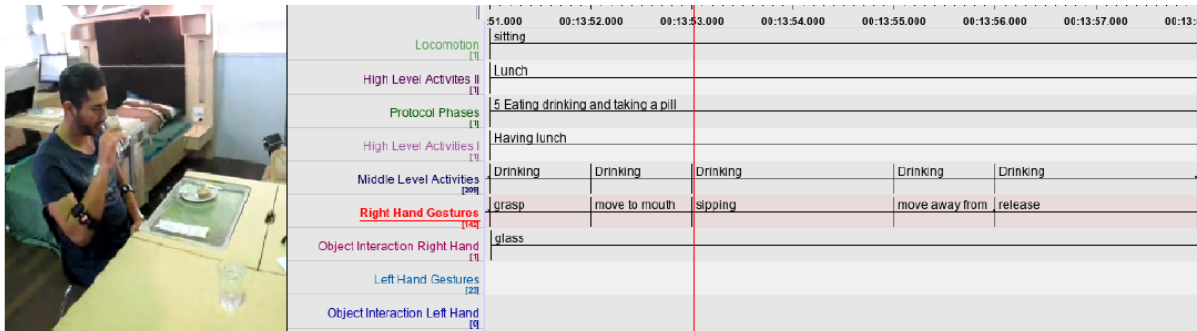 :51.000 00:13:52.000 00:13:53.000 00:13:54.000 00:13:55.000 00:13:56.000 00:13:57.000 00:13:
Locomotion sitting
[1]
High Level Activites II Lunch
[1]
Protocol Phases 5 Eating drinking and taking a pill
[1]
High Level Activities I Having lunch
[1]
Middle Level Activities Drinking Drinking Drinking Drinking Drinking
[209]
Right Hand Gestures grasp move to mouth sipping move away from release
[142]
Object Interaction Right Hand glass
[1]
Left Hand Gestures
[23]
Object Interaction Left Hand
[0]